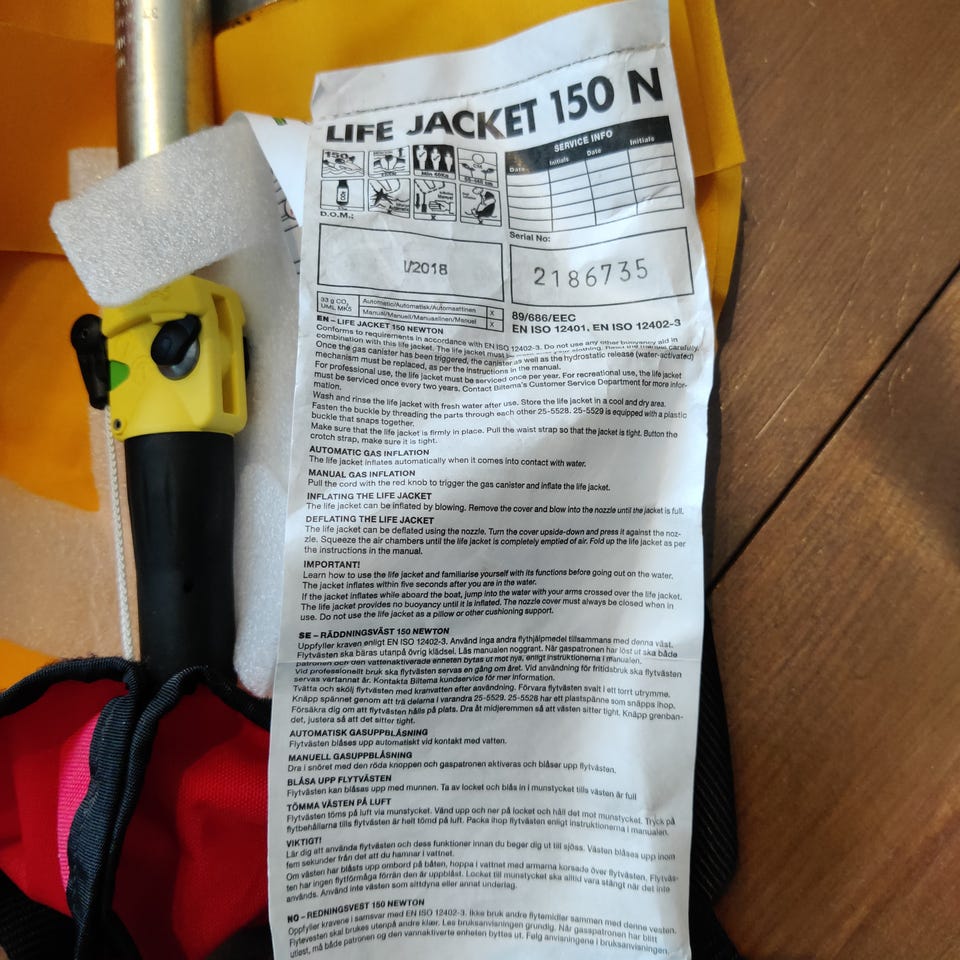 LIFE JACKET 150 N
150
Min 40Kg
SERVICE INFO
Date Initials Date Initials
D.O.M.:
Serial No:
1/2018
2186735
33 g CO2
UML MK5
Automatic/Automatisk/Automaattinen X
Manual/Manuell/Manuaalinen/Manuel X
89/686/EEC
EN ISO 12401, EN ISO 12402-3
EN – LIFE JACKET 150 NEWTON
Conforms to requirements in accordance with EN ISO 12402-3. Do not use any other buoyancy aid in
combination with this life jacket. The life jacket must be clothing. Read the manual carefully.
Once the gas canister has been triggered, the canister as well as the hydrostatic release (water-activated)
mechanism must be replaced, as per the instructions in the manual.
For professional use, the life jacket must be serviced once per year. For recreational use, the life jacket
must be serviced once every two years. Contact Biltema's Customer Service Department for more infor-
mation.
Wash and rinse the life jacket with fresh water after use. Store the life jacket in a cool and dry area.
Fasten the buckle by threading the parts through each other 25-5528. 25-5529 is equipped with a plastic
buckle that snaps together.
Make sure that the life jacket is firmly in place. Pull the waist strap so that the jacket is tight. Button the
crotch strap, make sure it is tight.
AUTOMATIC GAS INFLATION
The life jacket inflates automatically when it comes into contact with water.
MANUAL GAS INFLATION
Pull the cord with the red knob to trigger the gas canister and inflate the life jacket.
INFLATING THE LIFE JACKET
The life jacket can be inflated by blowing. Remove the cover and blow into the nozzle until the jacket is full.
DEFLATING THE LIFE JACKET
The life jacket can be deflated using the nozzle. Turn the cover upside-down and press it against the noz-
zle. Squeeze the air chambers until the life jacket is completely emptied of air. Fold up the life jacket as per
the instructions in the manual.
IMPORTANT!
Learn how to use the life jacket and familiarise yourself with its functions before going out on the water.
The jacket inflates within five seconds after you are in the water.
If the jacket inflates while aboard the boat, jump into the water with your arms crossed over the life jacket.
The life jacket provides no buoyancy until it is inflated. The nozzle cover must always be closed when in
use. Do not use the life jacket as a pillow or other cushioning support.
SE – RÄDDNINGSVÄST 150 NEWTON
Uppfyller kraven enligt EN ISO 12402-3. Använd inga andra flythjälpmedel tillsammans med denna väst.
Flytvästen ska bäras utanpå övrig klädsel. Läs manualen noggrant. När gaspatronen har löst ut ska både
patronen och den vattenaktiverade enheten bytas ut mot nya, enligt instruktionerna i manualen.
Vid professionellt bruk ska flytvästen servas en gång om året. Vid användning för fritidsbruk ska flytvästen
servas vartannat år. Kontakta Biltema kundservice för mer information.
Tvätta och skölj flytvästen med kranvatten efter användning. Förvara flytvästen svalt i ett torrt utrymme.
Knäpp spännet genom att trä delarna i varandra 25-5529. 25-5528 har ett plastspänne som snäpps ihop.
Försäkra dig om att flytvästen hålls på plats. Dra åt midjeremmen så att västen sitter tight. Knäpp grenban-
det, justera så att det sitter tight.
AUTOMATISK GASUPPBLÅSNING
Flytvästen blåses upp automatiskt vid kontakt med vatten.
MANUELL GASUPPBLÅSNING
Dra i snöret med den röda knoppen och gaspatronen aktiveras och blåser upp flytvästen.
BLÅSA UPP FLYTVÄSTEN
Flytvästen kan blåsas upp med munnen. Ta av locket och blås in i munstycket tills västen är full
TÖMMA VÄSTEN PÅ LUFT
Flytvästen töms på luft via munstycket. Vänd upp och ner på locket och håll det mot munstycket. Tryck på
flytbehållarna tills flytvästen är helt tömd på luft. Packa ihop flytvästen enligt instruktionerna i manualen.
VIKTIGT!
Lär dig att använda flytvästen och dess funktioner innan du beger dig ut till sjöss. Västen blåses upp inom
fem sekunder från det att du hamnar i vattnet.
Om västen har blåsts upp ombord på båten, hoppa i vattnet med armarna korsade över flytvästen. Flytväs-
ten har ingen flytförmåga förrän den är uppblåst. Locket till munstycket ska alltid vara stängt när det inte
används. Använd inte västen som sittdyna eller annat underlag.
NO – REDNINGSVEST 150 NEWTON
Oppfyller kravene i samsvar med EN ISO 12402-3. Ikke bruk andre flytemidler sammen med denne vesten.
Flytevesten skal brukes utenpå andre klær. Les bruksanvisningen grundig. Når gasspatronen har blitt
utløst, må både patronen og den vannaktiverte enheten byttes ut. Følg anvisningene i bruksanvisningen.